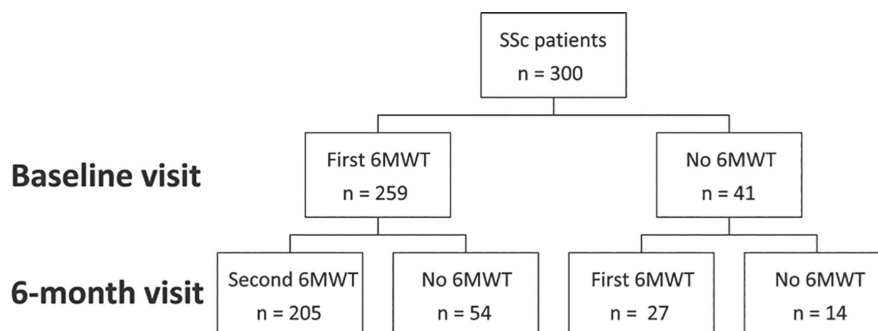 SSc patients
n = 300
Baseline visit
First 6MWT
n = 259
No 6MWT
n = 41
6-month visit
Second 6MWT
n = 205
No 6MWT
n = 54
First 6MWT
n = 27
No 6MWT
n = 14